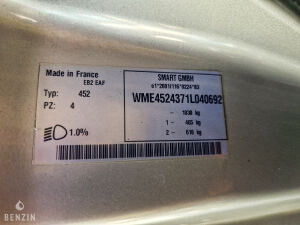 Made in France
EB2 EAF
Typ: 452
PZ: 4
1.0%
SMART GMBH
e1*2001/116*0224*03
WME4524371L040692
- 1030 kg
1 - 465 kg
2 - 610 kg
BENZIN